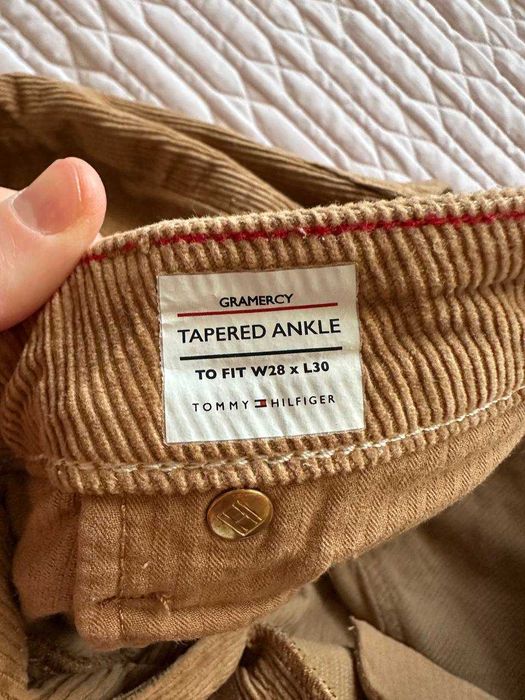 GRAMERCY
TAPERED ANKLE
TO FIT W28 x L30
TOMMY HILFIGER